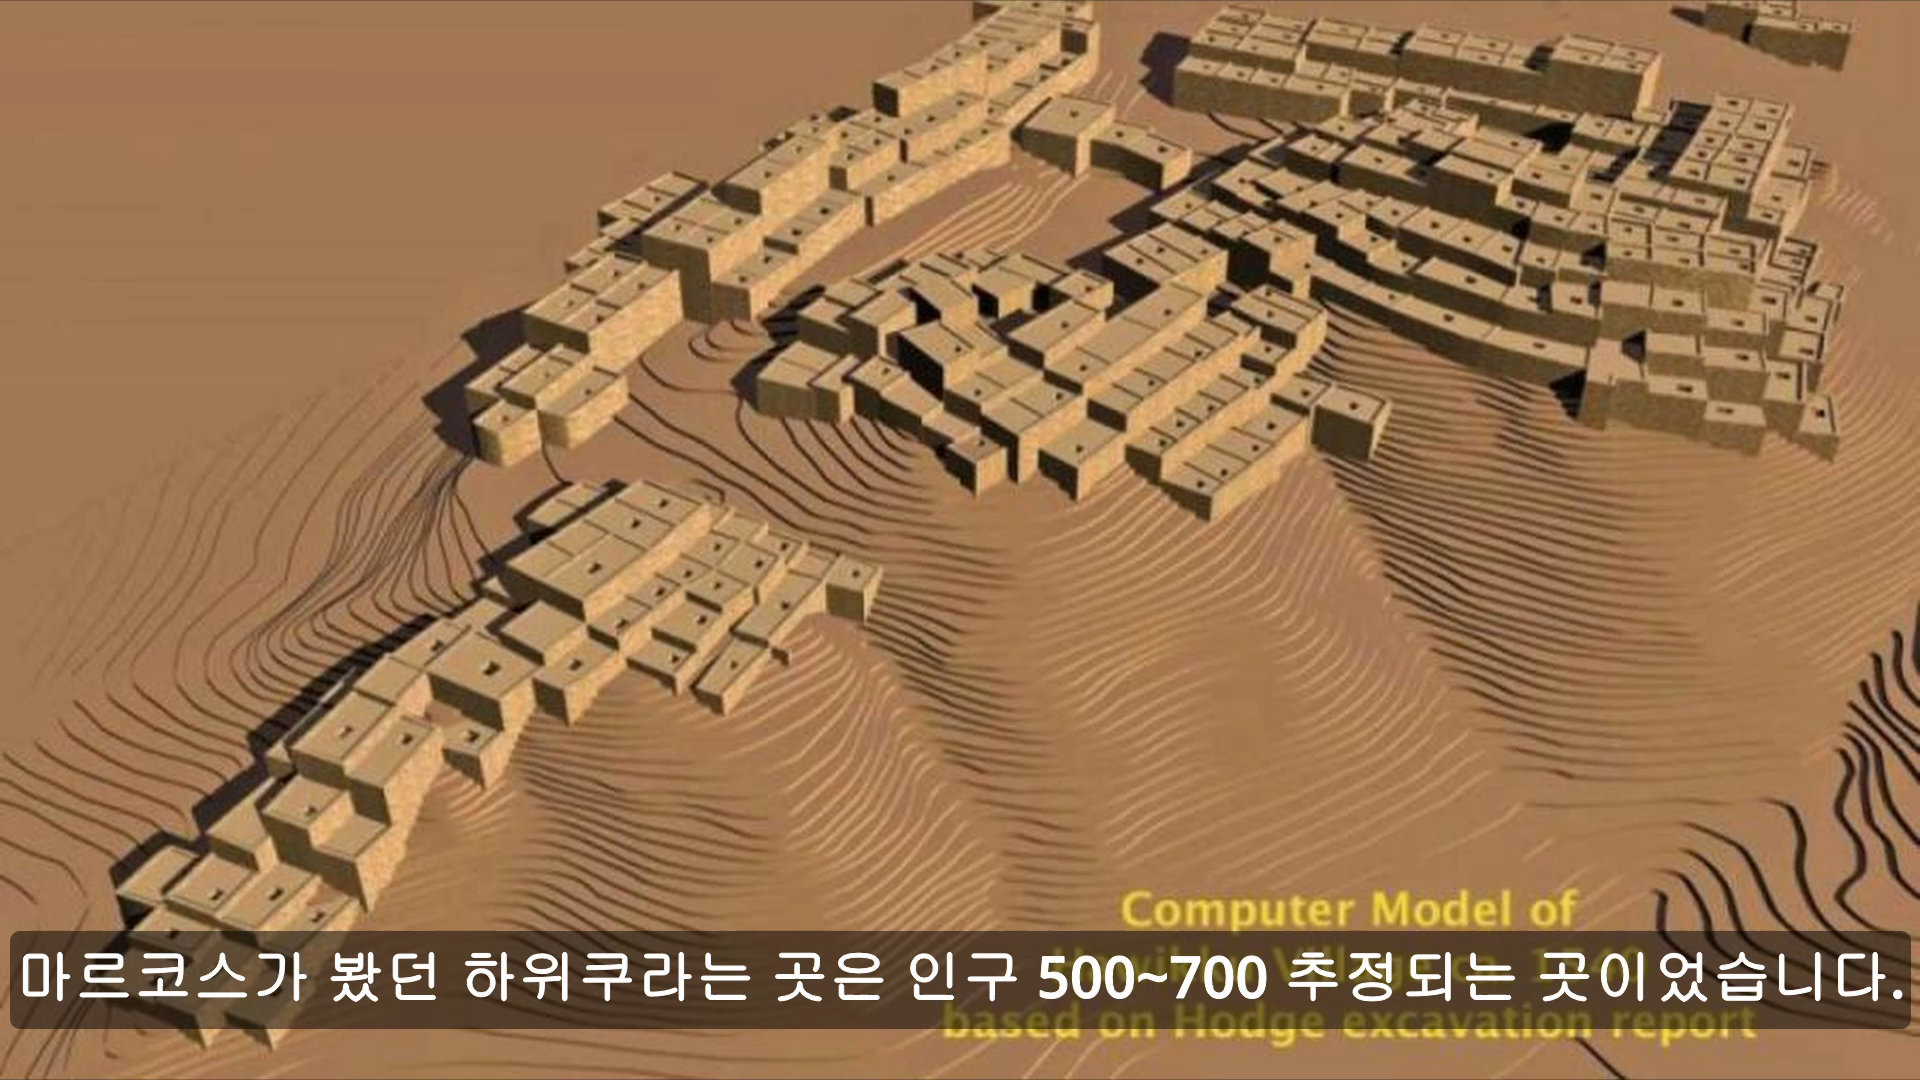 Computer Model of
마르코스가 봤던 하위쿠라는 곳은 인구 500~700 추정되는 곳이었습니다.
based on Hodge excavation report